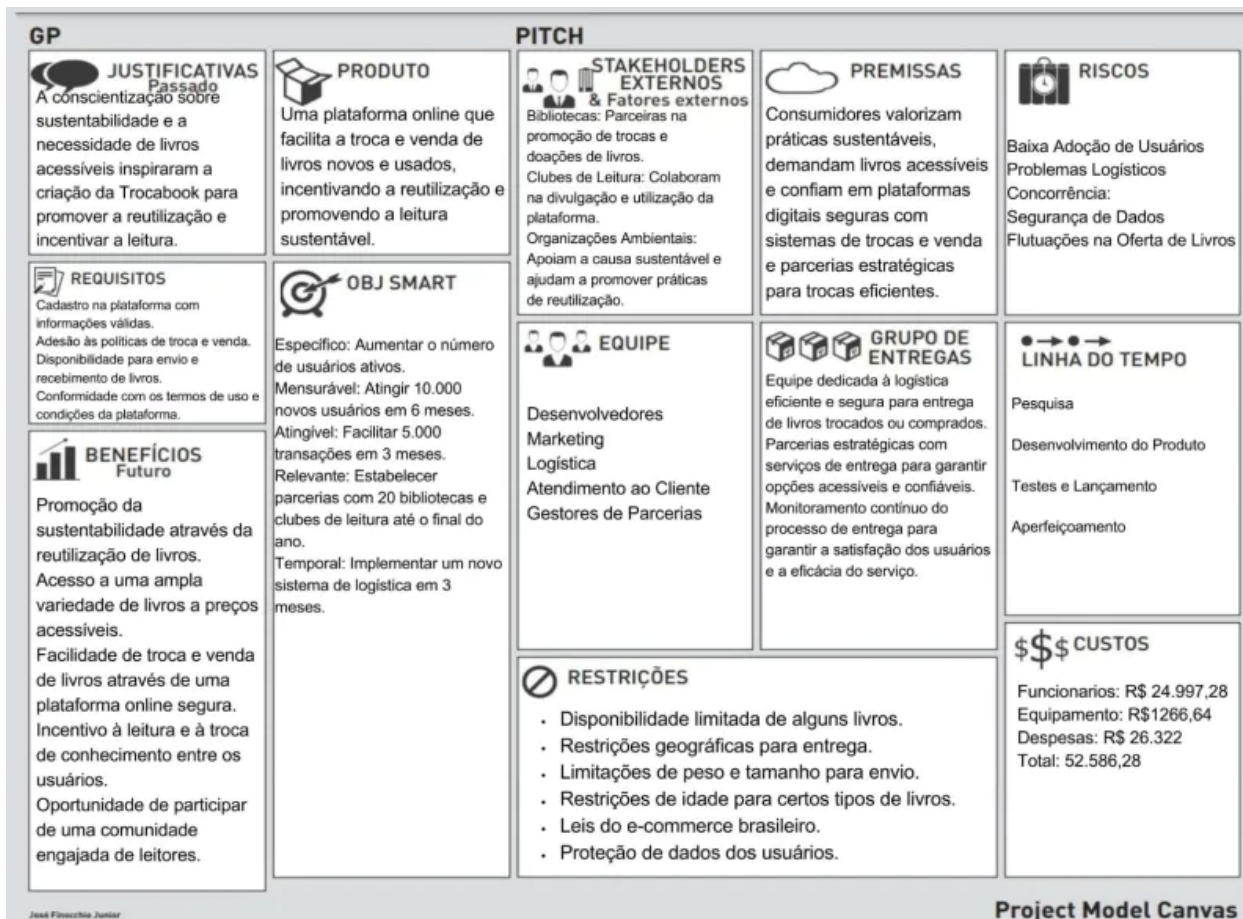 GP
PITCH
JUSTIFICATIVAS
Passado
A conscientização sobre
sustentabilidade e a
necessidade de livros
acessíveis inspiraram a
criação da Trocabook para
promover a reutilização e
incentivar a leitura.
PRODUTO
Uma plataforma online que
facilita a troca e venda de
livros novos e usados,
incentivando a reutilização e
promovendo a leitura
sustentável.
STAKEHOLDERS
EXTERNOS
& Fatores externos
Bibliotecas: Parceiras na
promoção de trocas e
doações de livros.
Clubes de Leitura: Colaboram
na divulgação e utilização da
plataforma.
Organizações Ambientais:
Apoiam a causa sustentável e
ajudam a promover práticas
de reutilização.
PREMISSAS
Consumidores valorizam
práticas sustentáveis,
demandam livros acessíveis
e confiam em plataformas
digitais seguras com
sistemas de trocas e venda
e parcerias estratégicas
para trocas eficientes.
RISCOS
Baixa Adoção de Usuários
Problemas Logísticos
Concorrência:
Segurança de Dados
Flutuações na Oferta de Livros
REQUISITOS
Cadastro na plataforma com
informações válidas.
Adesão às políticas de troca e venda.
Disponibilidade para envio e
recebimento de livros.
Conformidade com os termos de uso e
condições da plataforma.
OBJ SMART
Específico: Aumentar o número
de usuários ativos.
Mensurável: Atingir 10.000
novos usuários em 6 meses.
Atingível: Facilitar 5.000
transações em 3 meses.
Relevante: Estabelecer
parcerias com 20 bibliotecas e
clubes de leitura até o final do
ano.
Temporal: Implementar um novo
sistema de logística em 3
meses.
EQUIPE
Desenvolvedores
Marketing
Logística
Atendimento ao Cliente
Gestores de Parcerias
GRUPO DE
ENTREGAS
Equipe dedicada à logística
eficiente e segura para entrega
de livros trocados ou comprados.
Parcerias estratégicas com
serviços de entrega para garantir
opções acessíveis e confiáveis.
Monitoramento contínuo do
processo de entrega para
garantir a satisfação dos usuários
e a eficácia do serviço.
LINHA DO TEMPO
Pesquisa
Desenvolvimento do Produto
Testes e Lançamento
Aperfeiçoamento
BENEFÍCIOS
Futuro
Promoção da
sustentabilidade através da
reutilização de livros.
Acesso a uma ampla
variedade de livros a preços
acessíveis.
Facilidade de troca e venda
de livros através de uma
plataforma online segura.
Incentivo à leitura e à troca
de conhecimento entre os
usuários.
Oportunidade de participar
de uma comunidade
engajada de leitores.
RESTRIÇÕES
• Disponibilidade limitada de alguns livros.
• Restrições geográficas para entrega.
• Limitações de peso e tamanho para envio.
• Restrições de idade para certos tipos de livros.
• Leis do e-commerce brasileiro.
• Proteção de dados dos usuários.
$$$ CUSTOS
Funcionarios: R$ 24.997,28
Equipamento: R$1266,64
Despesas: R$ 26.322
Total: 52.586,28
José Finocchio Junior
Project Model Canvas